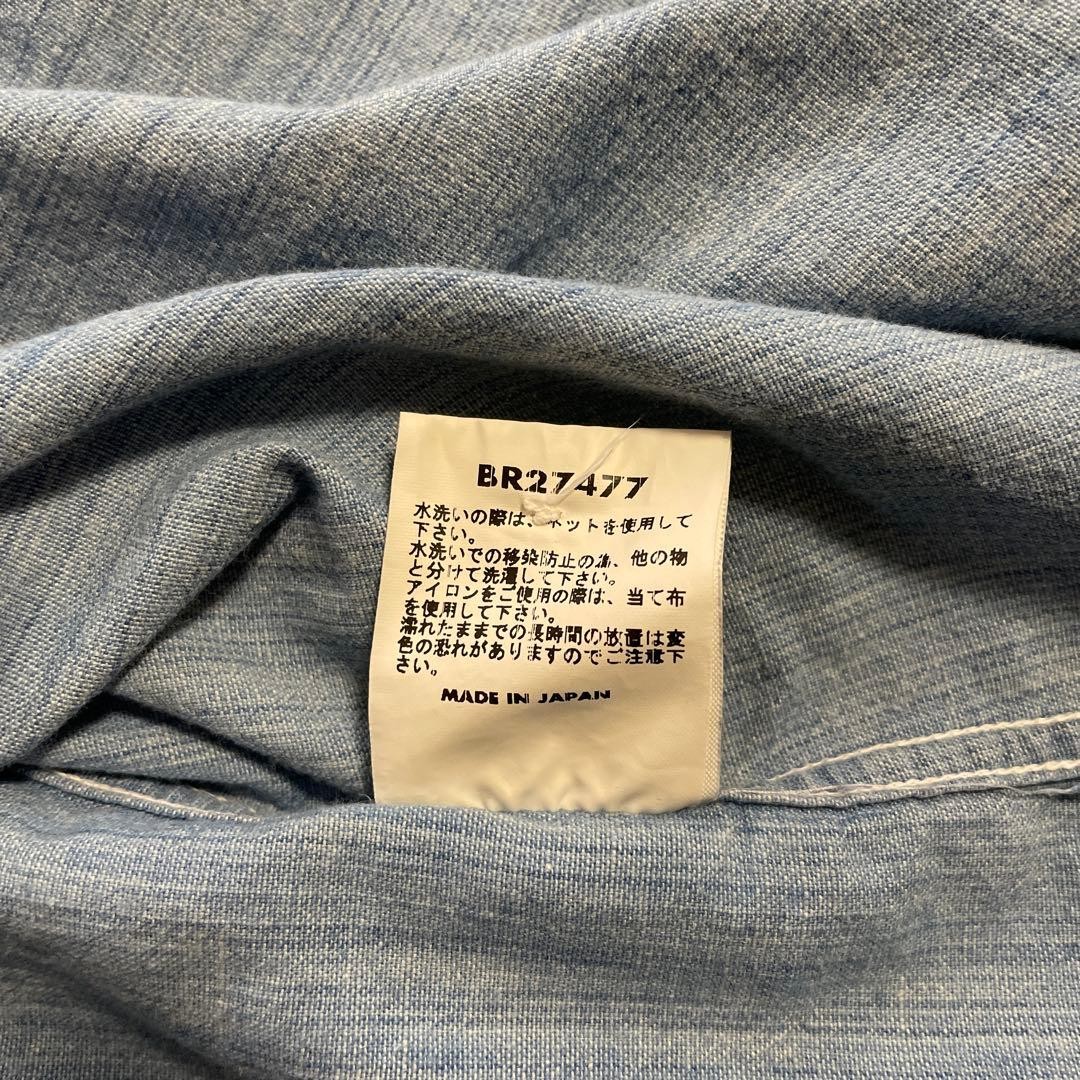 BR27477
水洗いの際は、ネットを使用して
下さい。
水洗いでの移染防止の為、他の物
と分けて洗濯して下さい。
アイロンをご使用の際は、当て布
を使用して下さい。
濡れたままでの長時間の放置は変
色の恐れがありますのでご注意下
さい。
MADE IN JAPAN